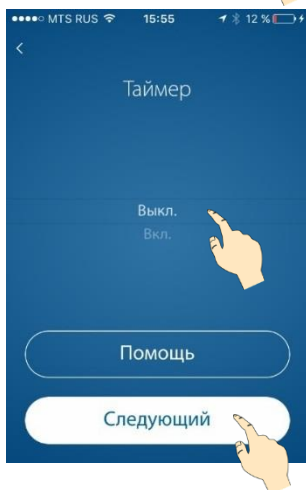 MTS RUS 15:55 12 %
Таймер
Выкл.
Вкл.
Помощь
Следующий